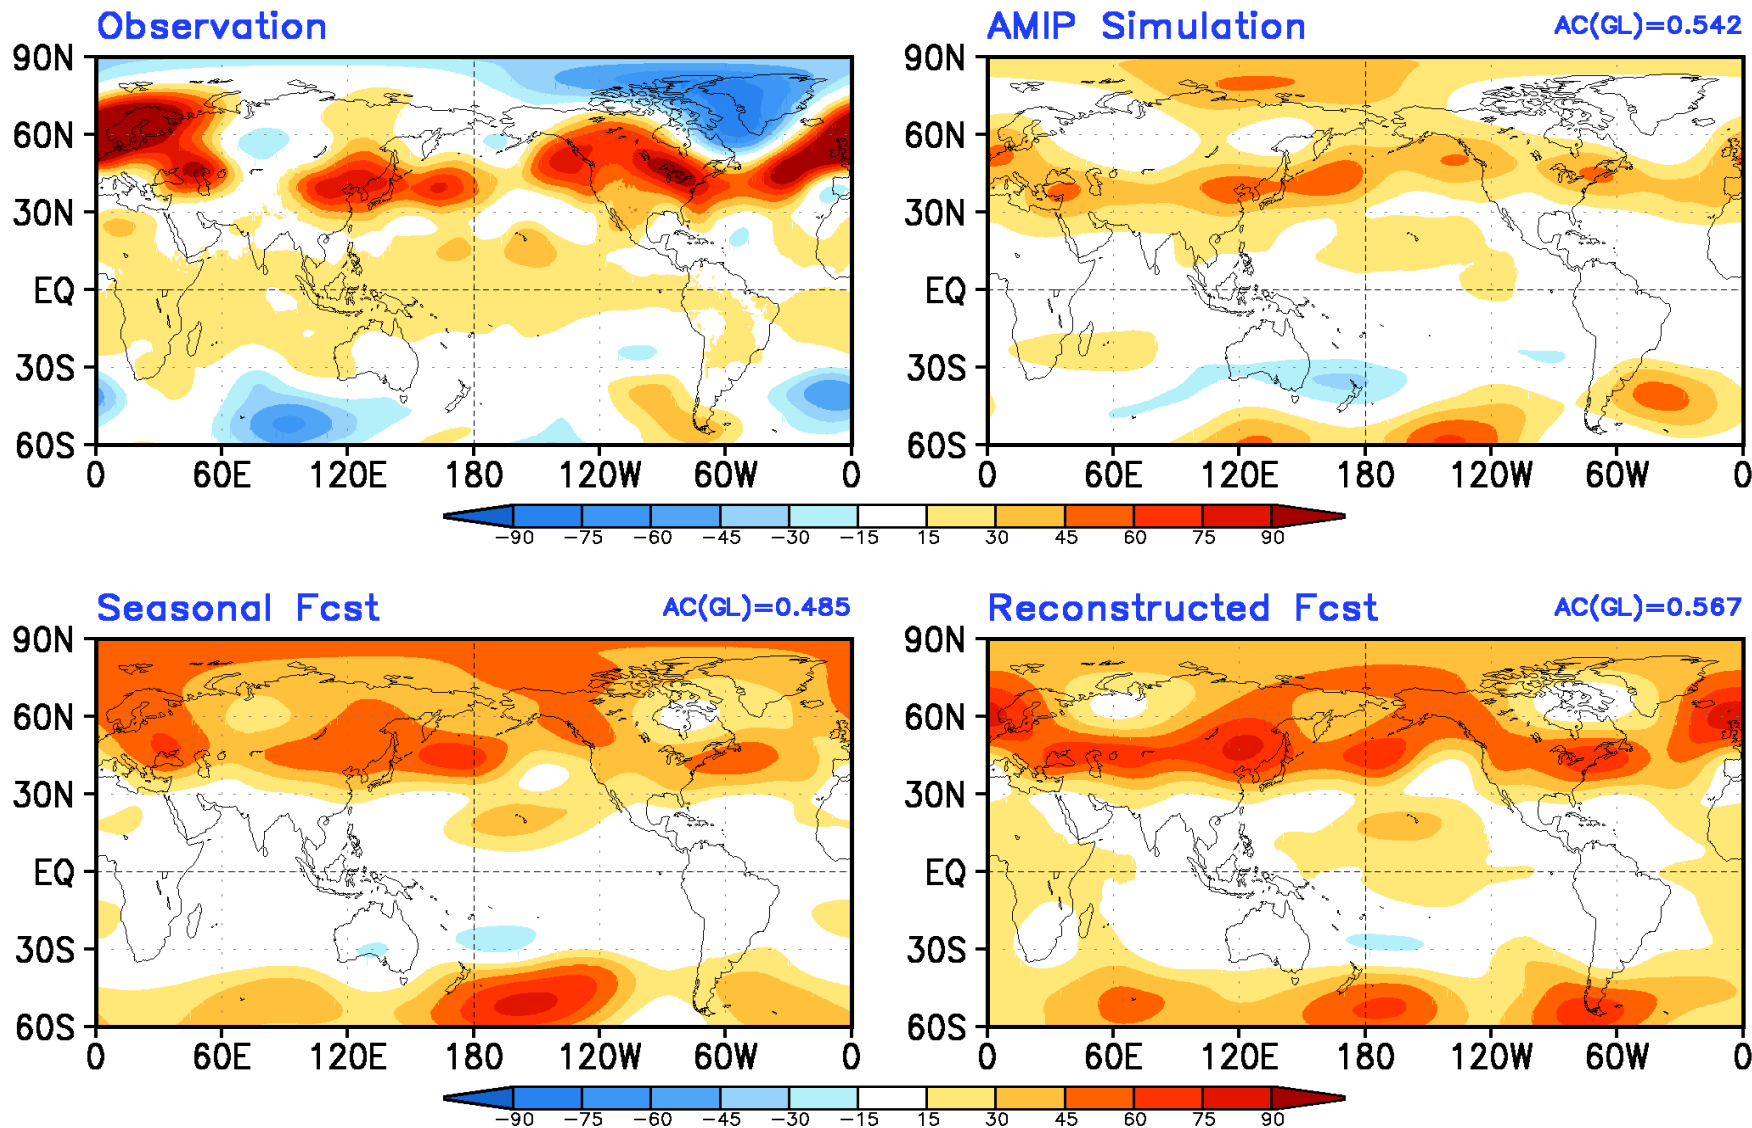 Observation
AMIP Simulation AC(GL)=0.542
90N
60N
30N
EQ
30S
60S
0 60E 120E 180 120W 60W 0
90N
60N
30N
EQ
30S
60S
0 60E 120E 180 120W 60W 0
−90 −75 −60 −45 −30 −15 15 30 45 60 75 90
Seasonal Fcst AC(GL)=0.485
Reconstructed Fcst AC(GL)=0.567
90N
60N
30N
EQ
30S
60S
0 60E 120E 180 120W 60W 0
90N
60N
30N
EQ
30S
60S
0 60E 120E 180 120W 60W 0
−90 −75 −60 −45 −30 −15 15 30 45 60 75 90